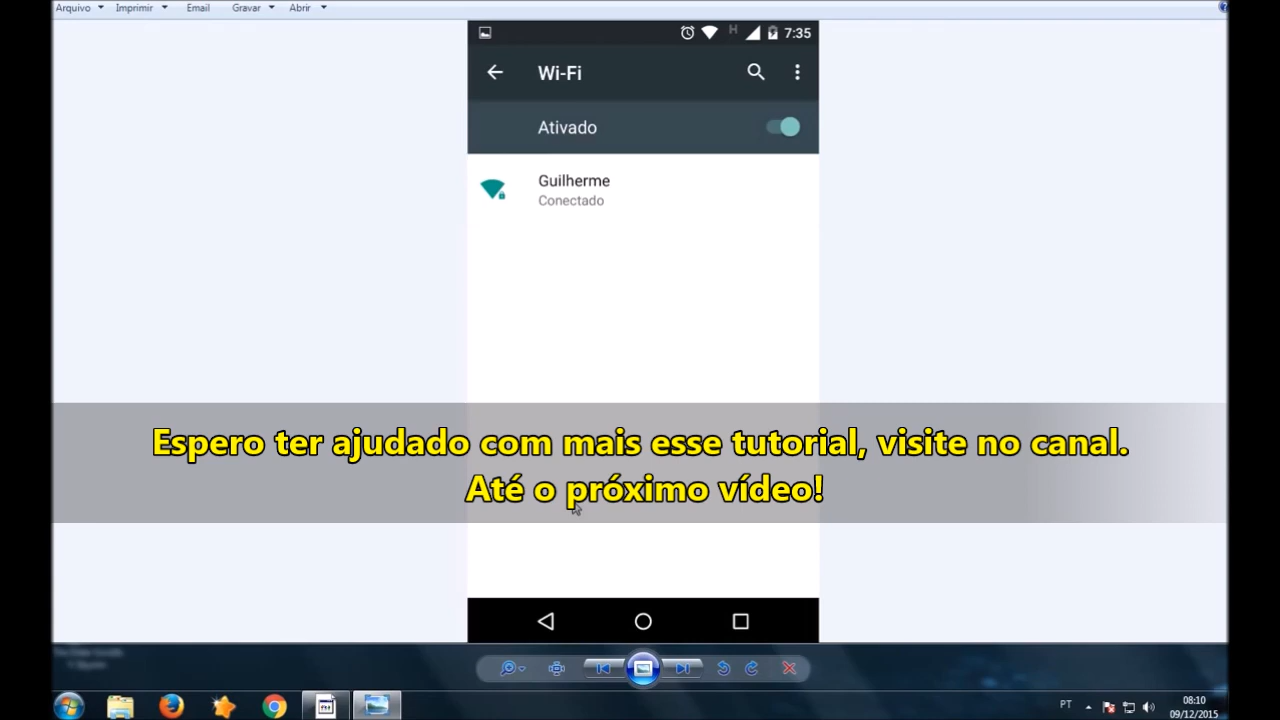 Arquivo Imprimir Email Gravar Abrir
H 7:35
Wi-Fi
Ativado
Guilherme
Conectado
Espero ter ajudado com mais esse tutorial, visite no canal.
Até o próximo vídeo!
PT
08:10
09/12/2015